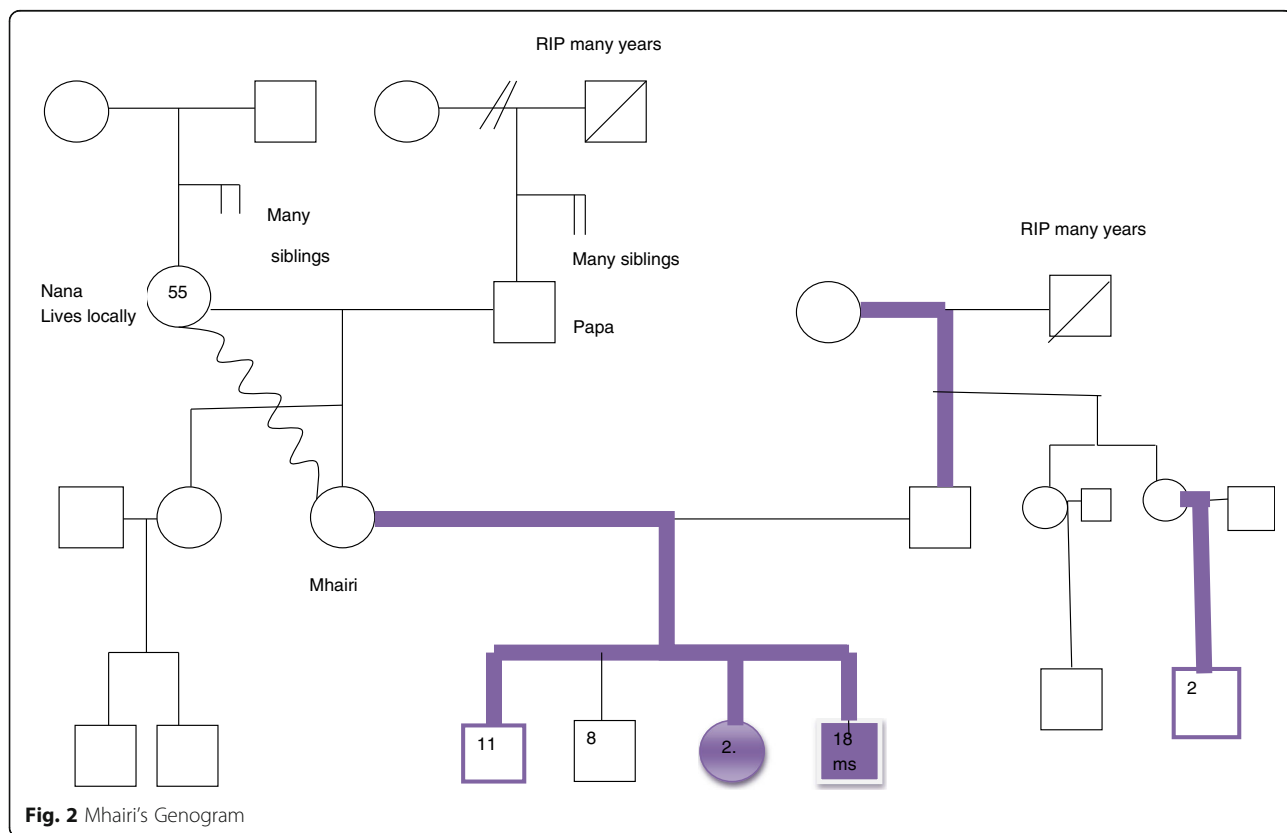 RIP many years
Many
siblings
Many siblings
RIP many years
55
Nana
Lives locally
Papa
Mhairi
11
8
2.
18
ms
2
Fig. 2 Mhairi's Genogram